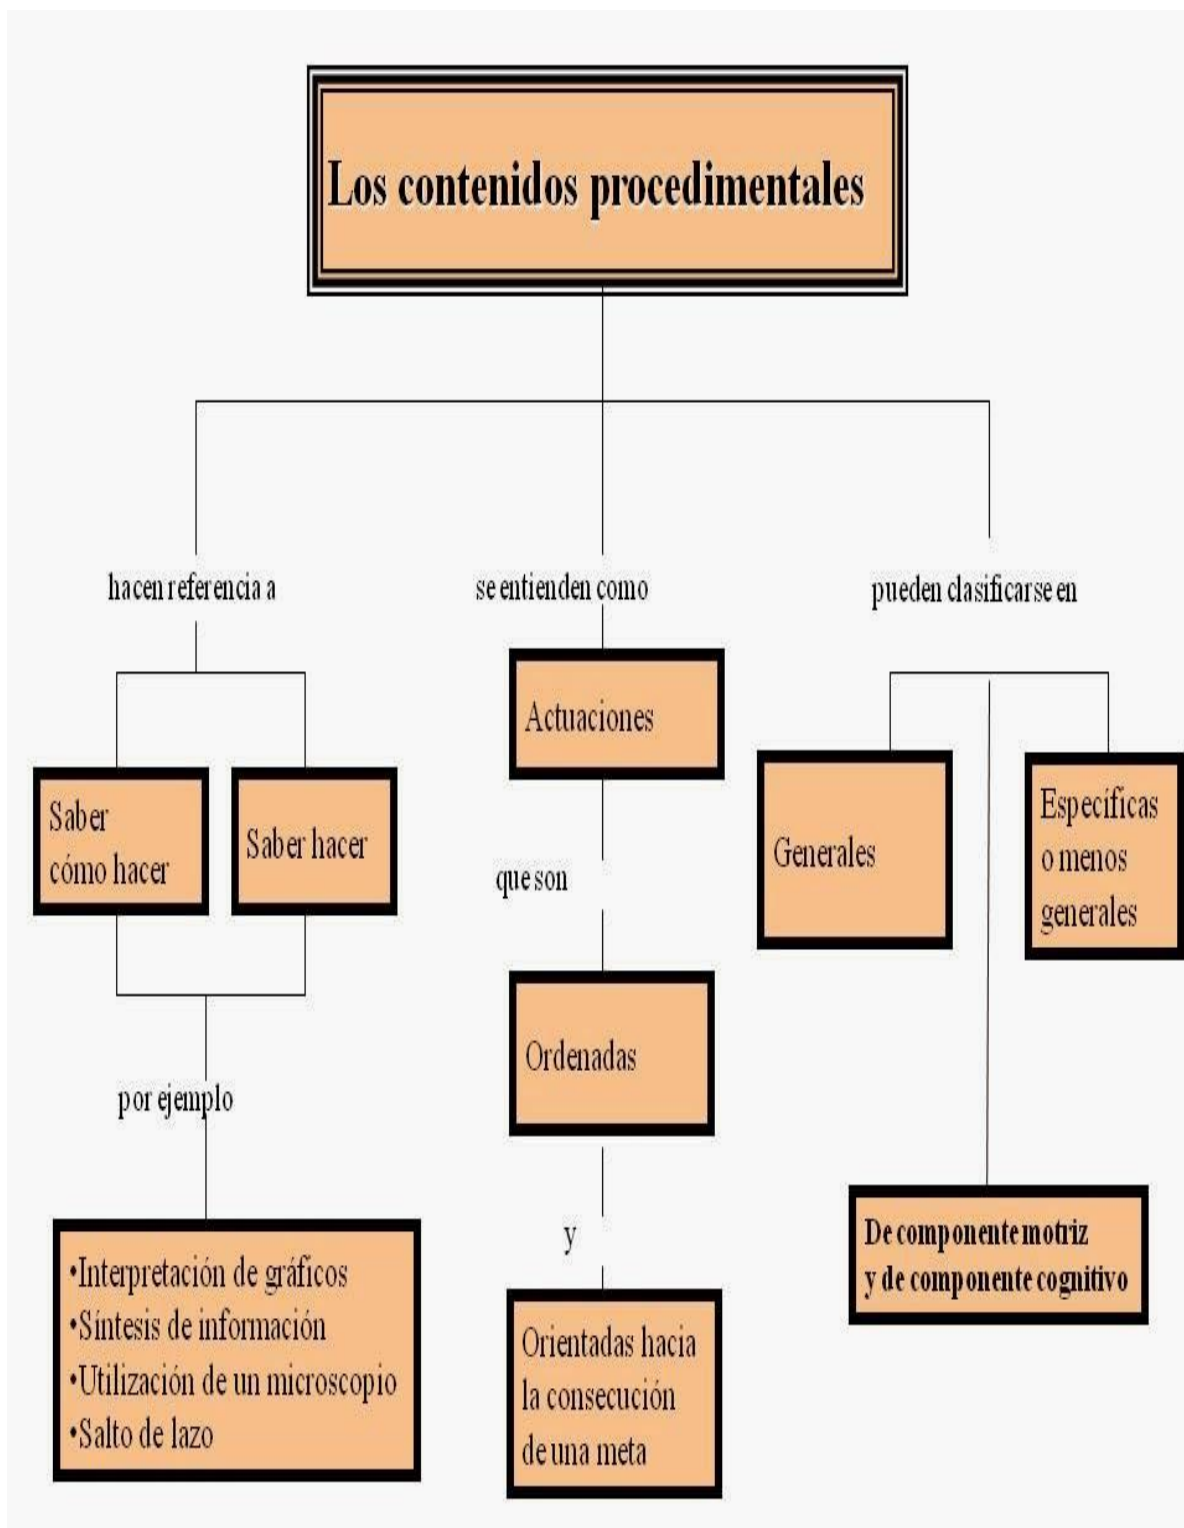 Los contenidos procedimentales
hacen referencia a
se entienden como
pueden clasificarse en
Actuaciones
Saber
cómo hacer
Saber hacer
que son
Generales
Específicas
o menos
generales
Ordenadas
por ejemplo
y
De componente motriz
y de componente cognitivo
•Interpretación de gráficos
•Síntesis de información
•Utilización de un microscopio
•Salto de lazo
Orientadas hacia
la consecución
de una meta